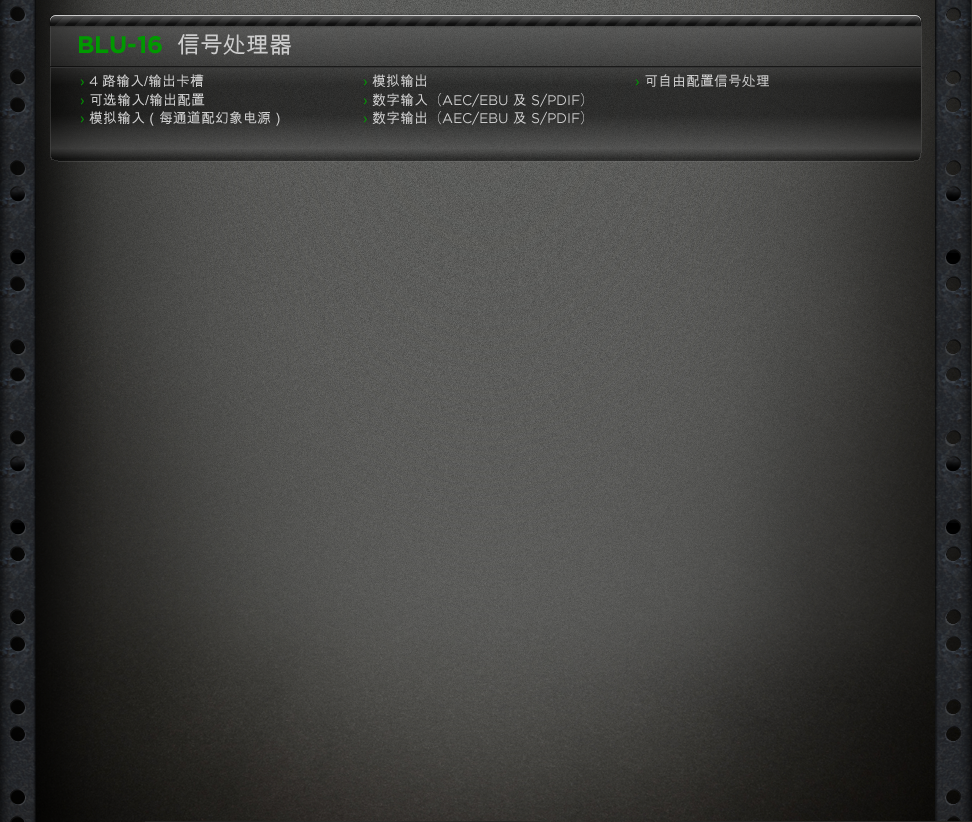 BLU-16 信号处理器
› 4 路输入/输出卡槽
› 可选输入/输出配置
› 模拟输入 ( 每通道配幻象电源 )
› 模拟输出
› 数字输入（AEC/EBU 及 S/PDIF）
› 数字输出（AEC/EBU 及 S/PDIF）
› 可自由配置信号处理